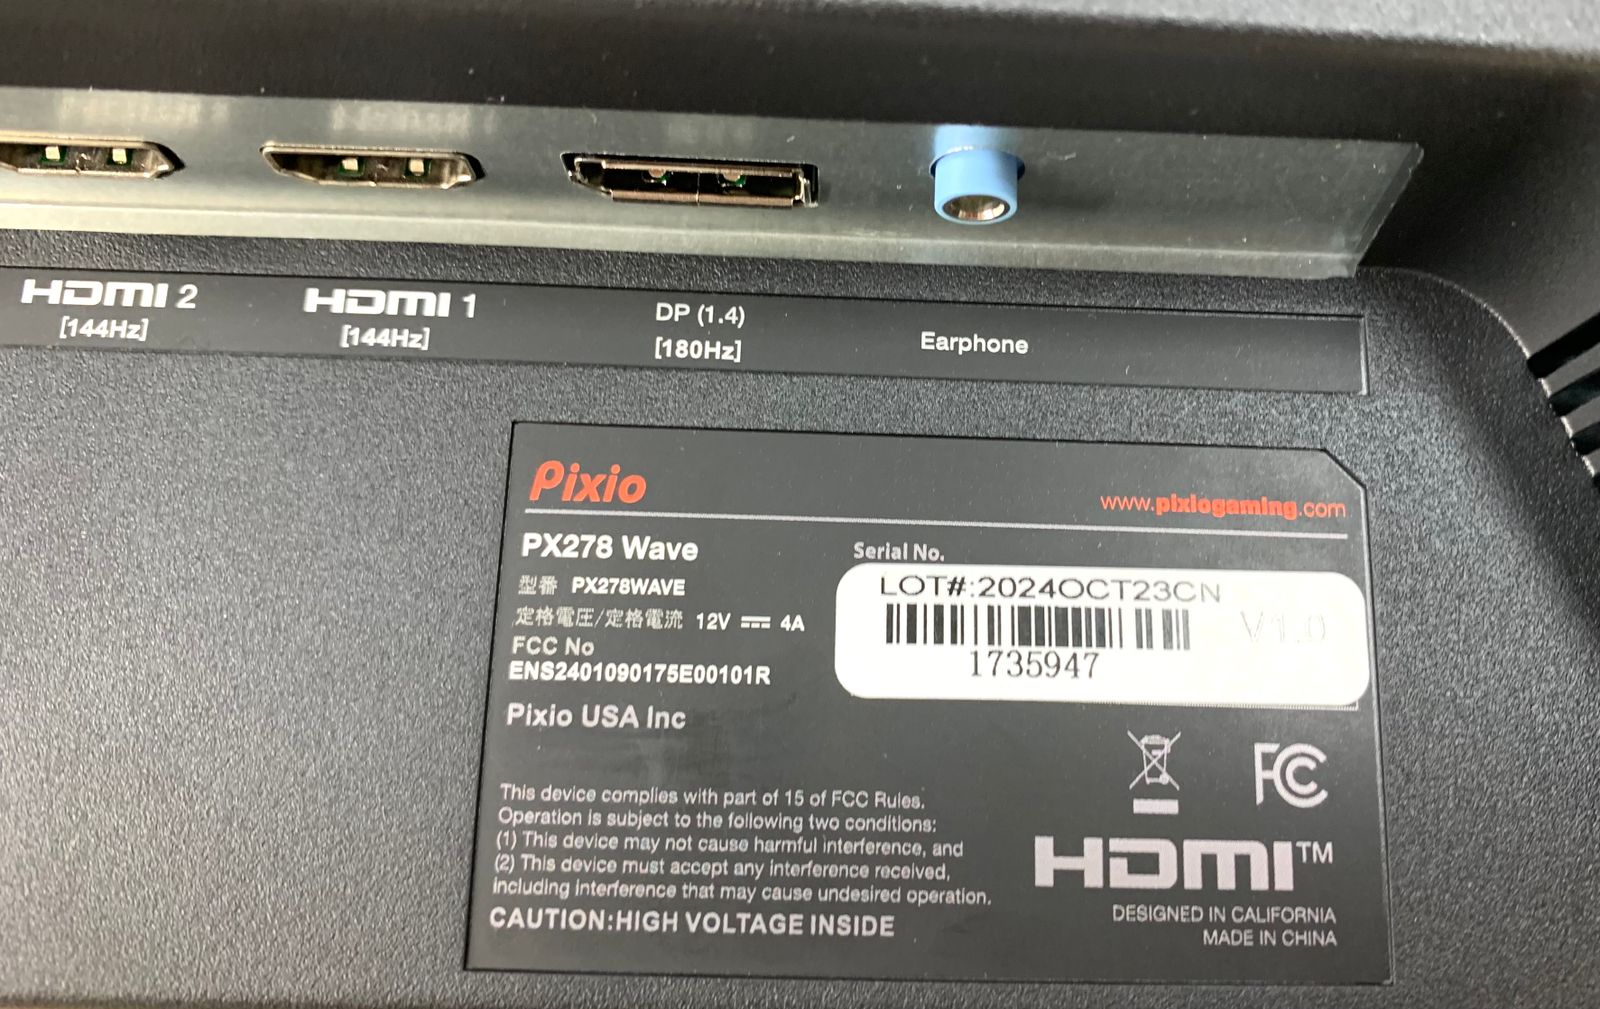 HDMI 2
[144Hz]
HDMI 1
[144Hz]
DP (1.4)
[180Hz]
Earphone
Pixio
www.pixiogaming.com
PX278 Wave
型番 PX278WAVE
定格電圧/定格電流 12V ⎓ 4A
FCC No
ENS2401090175E00101R
Pixio USA Inc
Serial No.
LOT#:2024OCT23CN
V1.0
1735947
This device complies with part of 15 of FCC Rules.
Operation is subject to the following two conditions:
(1) This device may not cause harmful interference, and
(2) This device must accept any interference received,
including interference that may cause undesired operation.
CAUTION:HIGH VOLTAGE INSIDE
FC
HDMI™
DESIGNED IN CALIFORNIA
MADE IN CHINA